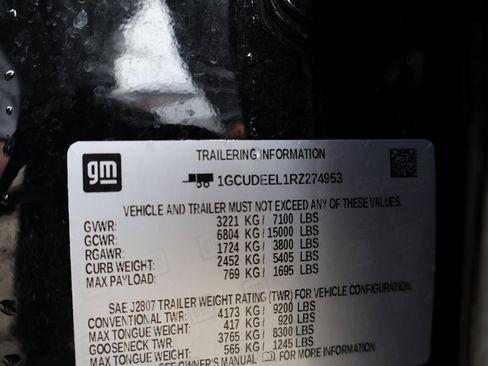 gm
TRAILERING INFORMATION
1GCUDEEL1RZ274953
VEHICLE AND TRAILER MUST NOT EXCEED ANY OF THESE VALUES.
GVWR: 3221 KG/ 7100 LBS
GCWR: 6804 KG/ 15000 LBS
RGAWR: 1724 KG/ 3800 LBS
CURB WEIGHT: 2452 KG/ 5405 LBS
MAX PAYLOAD: 769 KG/ 1695 LBS
SAE J2807 TRAILER WEIGHT RATING (TWR) FOR VEHICLE CONFIGURATION.
CONVENTIONAL TWR: 4173 KG/ 9200 LBS
MAX TONGUE WEIGHT: 417 KG/ 920 LBS
GOOSENECK TWR: 3765 KG/ 8300 LBS
MAX TONGUE WEIGHT: 565 KG/ 1245 LBS
SEE OWNER'S MANUAL FOR MORE INFORMATION